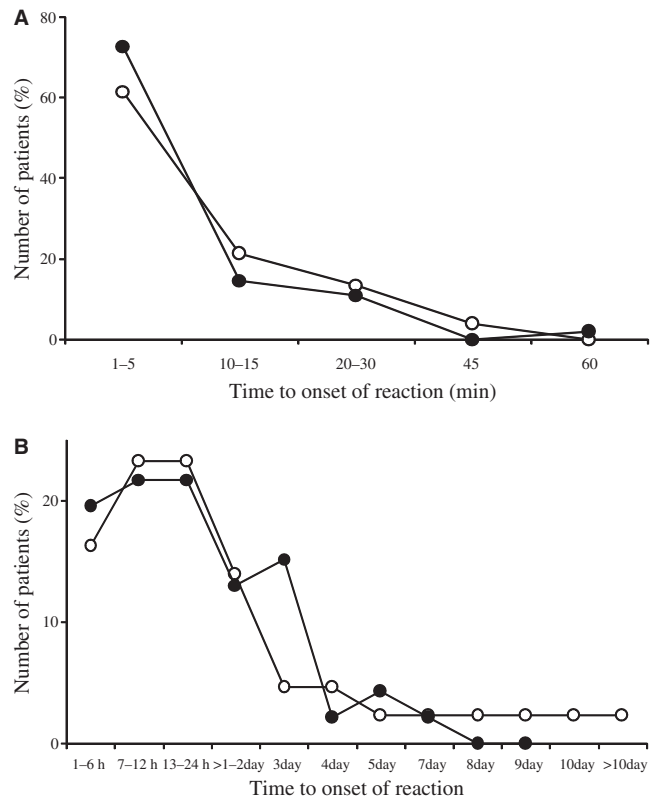 A
Number of patients (%)
80
60
40
20
0
1–5 10–15 20–30 45 60
Time to onset of reaction (min)
B
Number of patients (%)
20
10
0
1–6 h 7–12 h 13–24 h >1–2day 3day 4day 5day 7day 8day 9day 10day >10day
Time to onset of reaction